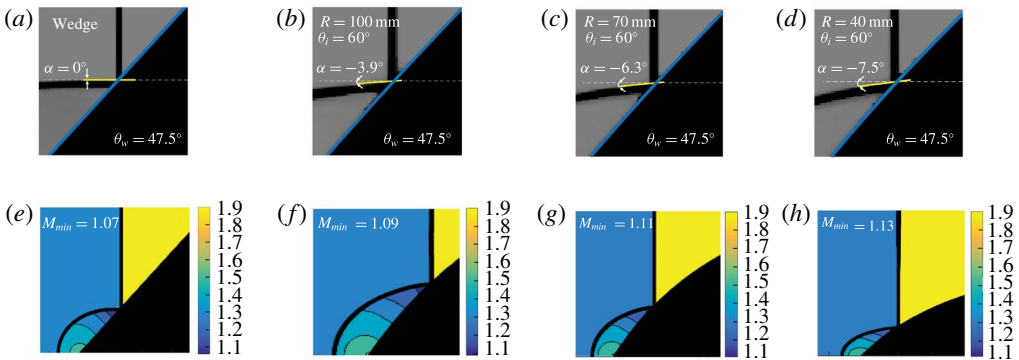 (a)
Wedge
α = 0°
θw = 47.5°
(b)
R = 100 mm
θi = 60°
α = −3.9°
θw = 47.5°
(c)
R = 70 mm
θi = 60°
α = −6.3°
θw = 47.5°
(d)
R = 40 mm
θi = 60°
α = −7.5°
θw = 47.5°
(e)
Mmin = 1.07
1.9
1.8
1.7
1.6
1.5
1.4
1.3
1.2
1.1
(f)
Mmin = 1.09
1.9
1.8
1.7
1.6
1.5
1.4
1.3
1.2
1.1
(g)
Mmin = 1.11
1.9
1.8
1.7
1.6
1.5
1.4
1.3
1.2
1.1
(h)
Mmin = 1.13
1.9
1.8
1.7
1.6
1.5
1.4
1.3
1.2
1.1